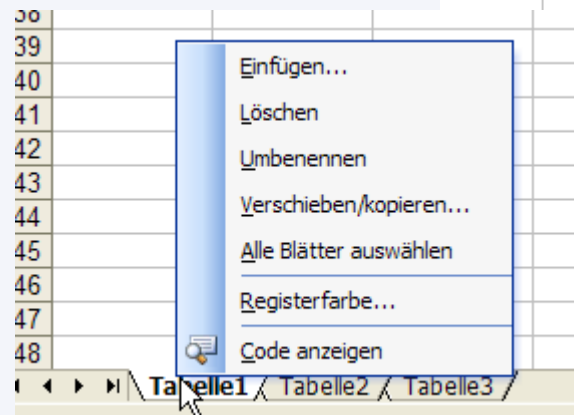 38
39
Einfügen...
40
41
Löschen
42
Umbenennen
43
Verschieben/kopieren...
44
45
Alle Blätter auswählen
46
Registerfarbe...
47
48
Code anzeigen
Tabelle1 Tabelle2 Tabelle3